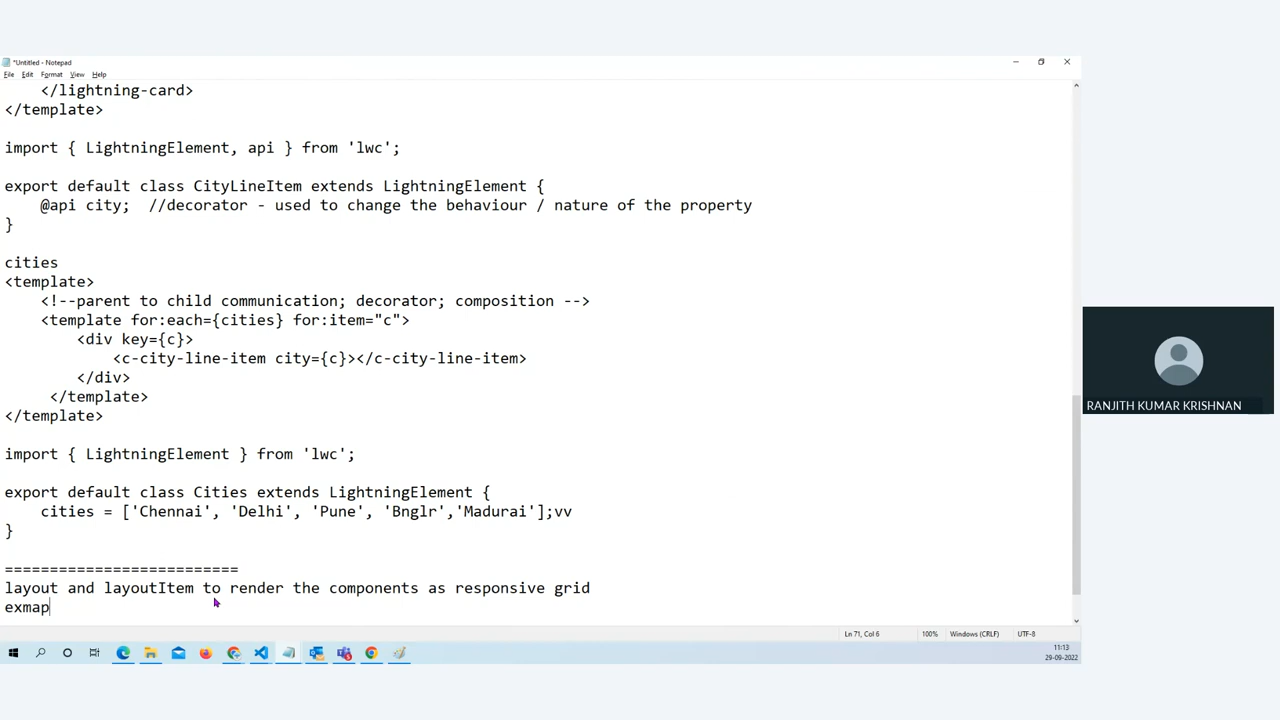 *Untitled - Notepad
File Edit Format View Help
</lightning-card>
</template>
import { LightningElement, api } from 'lwc';
export default class CityLineItem extends LightningElement {
@api city;  //decorator - used to change the behaviour / nature of the property
}
cities
<template>
<!--parent to child communication; decorator; composition -->
<template for:each={cities} for:item="c">
<div key={c}>
<c-city-line-item city={c}></c-city-line-item>
</div>
</template>
</template>
import { LightningElement } from 'lwc';
export default class Cities extends LightningElement {
cities = ['Chennai', 'Delhi', 'Pune', 'Bnglr','Madurai'];vv
}
==========================
layout and layoutItem to render the components as responsive grid
exmap
RANJITH KUMAR KRISHNAN
Ln 71, Col 6 100% Windows (CRLF) UTF-8
11:13
29-09-2022